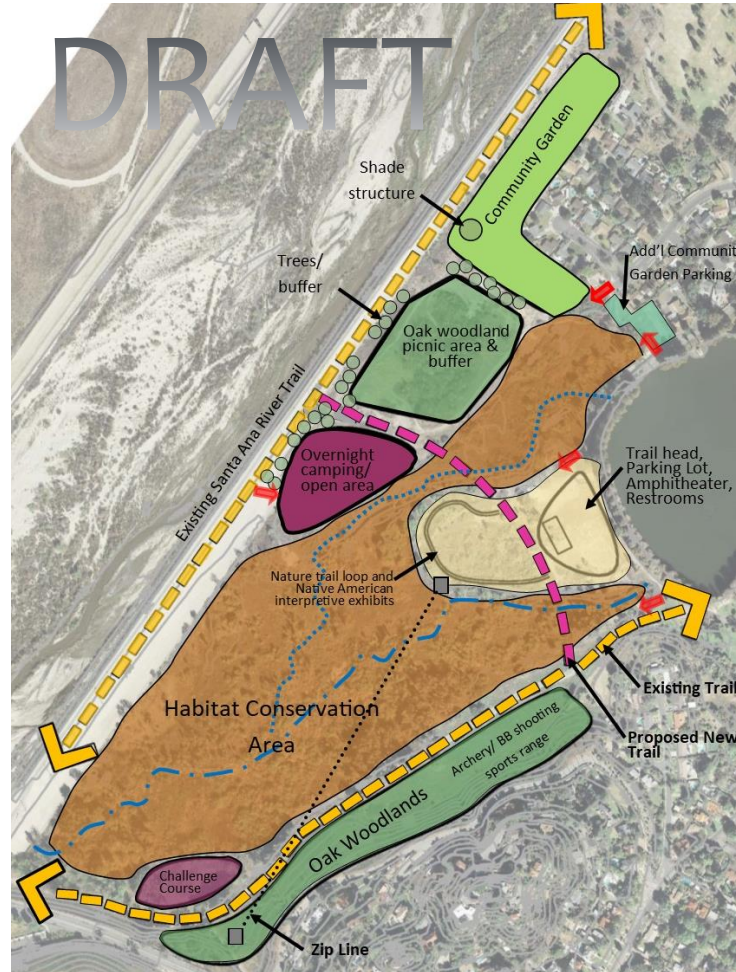 DRAFT
Community Garden
Shade
structure
Add'l Communit
Garden Parking
Trees/
buffer
Oak woodland
picnic area &
buffer
Existing Santa Ana River Trail
Overnight
camping/
open area
Trail head,
Parking Lot,
Amphitheater,
Restrooms
Nature trail loop and
Native American
interpretive exhibits
Existing Trail
Habitat Conservation
Area
Proposed New
Trail
Archery/ BB shooting
sports range
Oak Woodlands
Challenge
Course
Zip Line